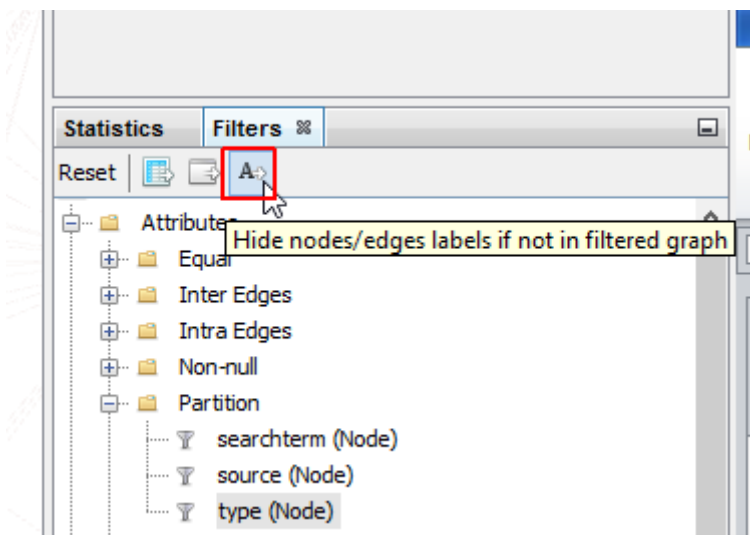 Statistics Filters
Reset A
Attributes
Hide nodes/edges labels if not in filtered graph
Equal
Inter Edges
Intra Edges
Non-null
Partition
searchterm (Node)
source (Node)
type (Node)